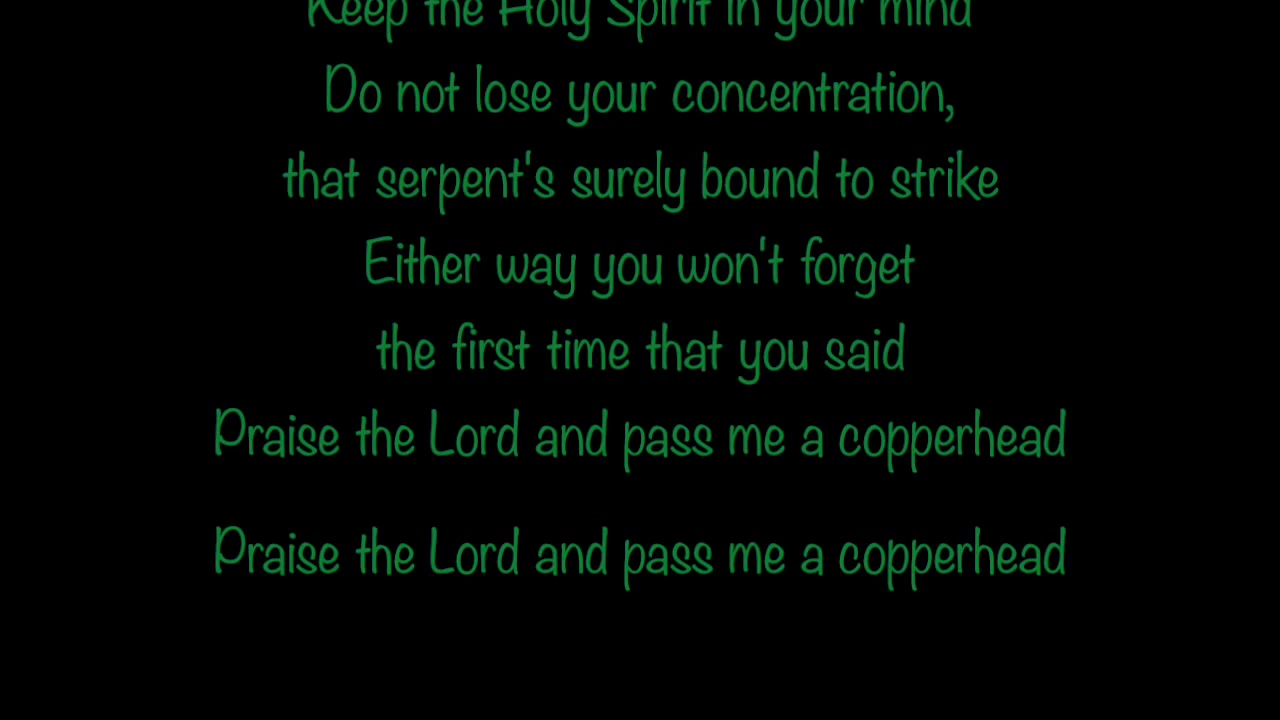 Keep the Holy Spirit in your mind
Do not lose your concentration,
that serpent's surely bound to strike
Either way you won't forget
the first time that you said
Praise the Lord and pass me a copperhead
Praise the Lord and pass me a copperhead